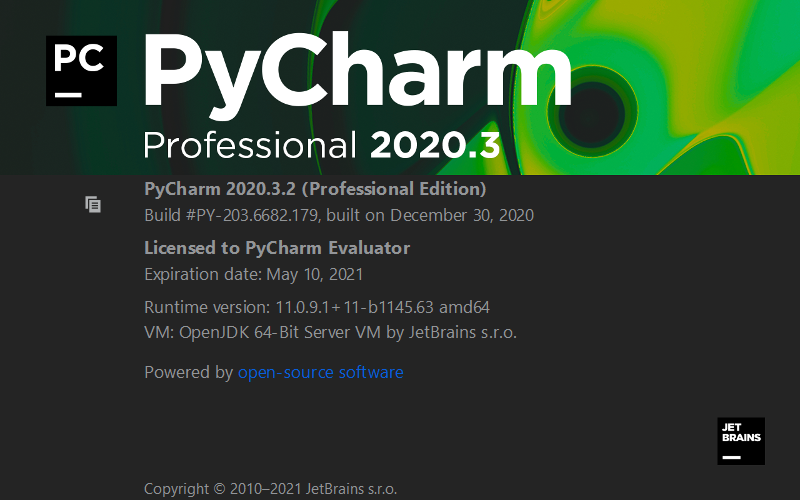 PC
PyCharm
Professional 2020.3
PyCharm 2020.3.2 (Professional Edition)
Build #PY-203.6682.179, built on December 30, 2020
Licensed to PyCharm Evaluator
Expiration date: May 10, 2021
Runtime version: 11.0.9.1+11-b1145.63 amd64
VM: OpenJDK 64-Bit Server VM by JetBrains s.r.o.
Powered by open-source software
JET
BRAINS
Copyright © 2010–2021 JetBrains s.r.o.